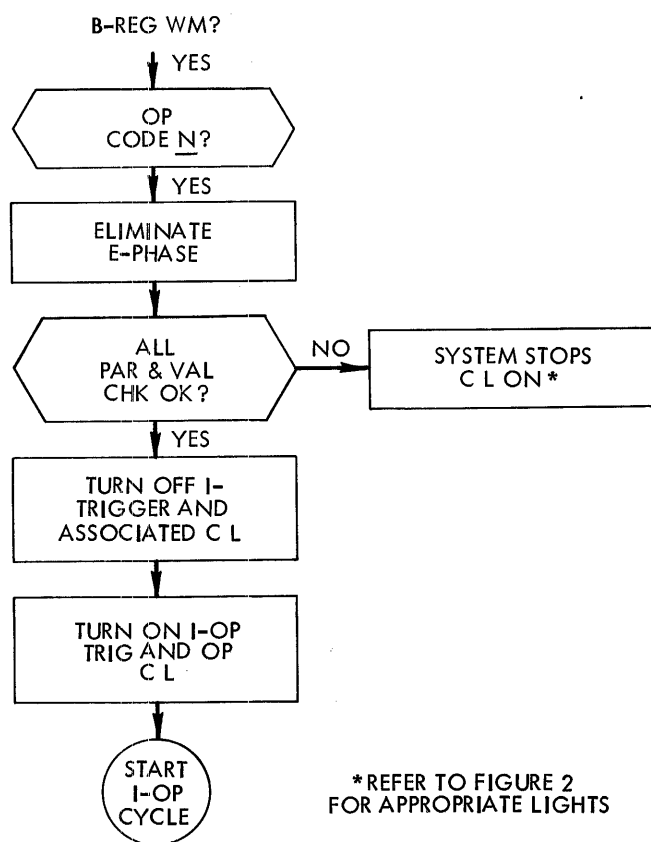 B-REG WM?
YES
OP
CODE N?
YES
ELIMINATE
E-PHASE
ALL
PAR & VAL
CHK OK?
NO
SYSTEM STOPS
C L ON*
YES
TURN OFF I-
TRIGGER AND
ASSOCIATED C L
TURN ON I-OP
TRIG AND OP
C L
START
I-OP
CYCLE
*REFER TO FIGURE 2
FOR APPROPRIATE LIGHTS